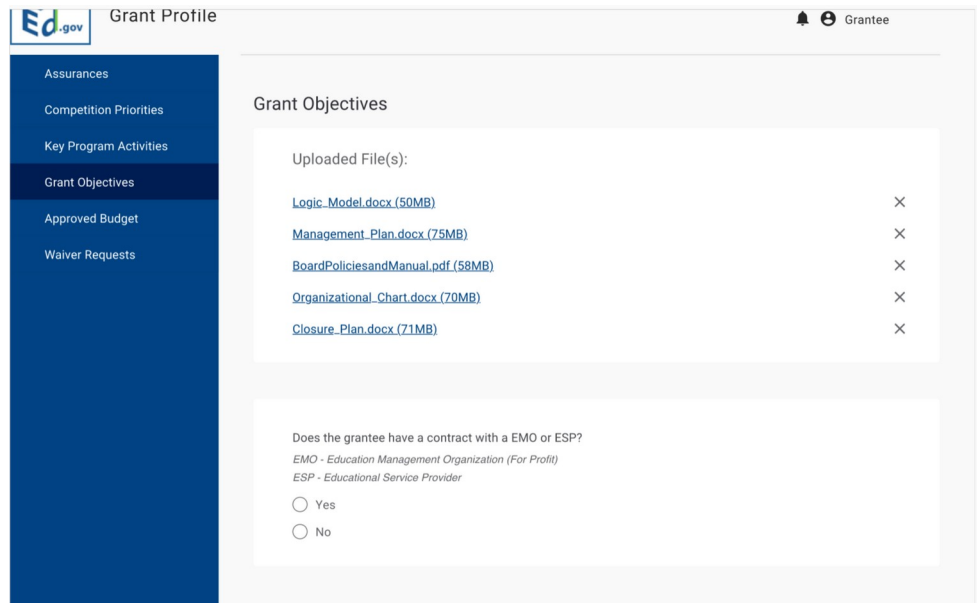 Ed.gov
Grant Profile
Grantee
Assurances
Competition Priorities
Key Program Activities
Grant Objectives
Approved Budget
Waiver Requests
Grant Objectives
Uploaded File(s):
Logic_Model.docx (50MB)
Management_Plan.docx (75MB)
BoardPoliciesandManual.pdf (58MB)
Organizational_Chart.docx (70MB)
Closure_Plan.docx (71MB)
Does the grantee have a contract with a EMO or ESP?
EMO - Education Management Organization (For Profit)
ESP - Educational Service Provider
Yes
No